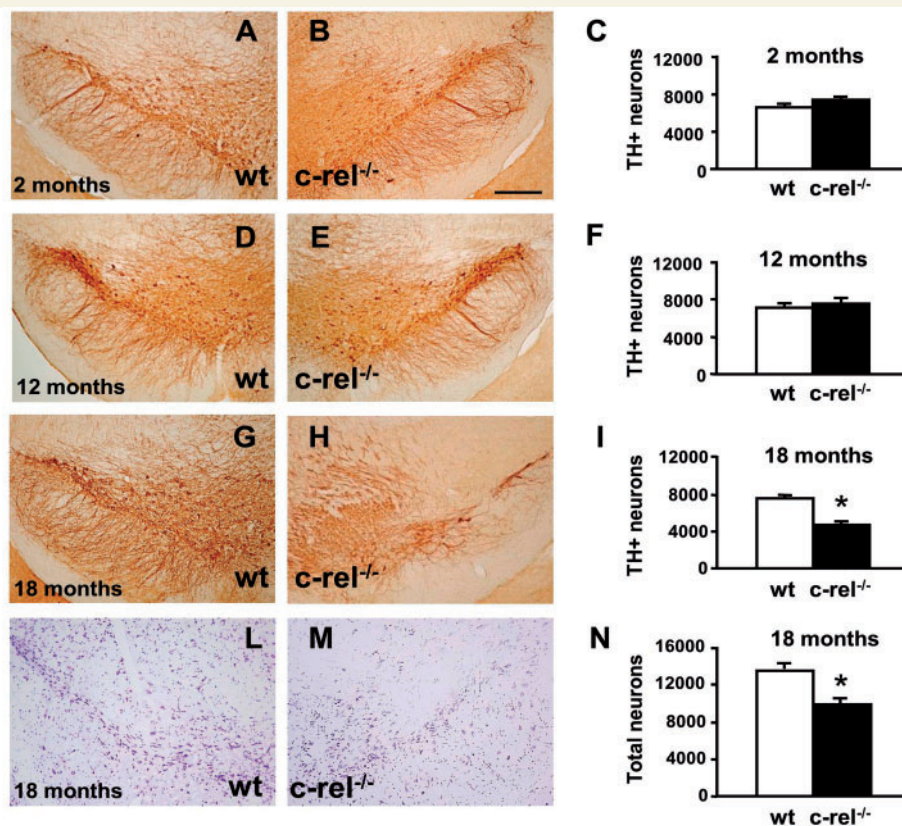 A
B
C
2 months
wt
c-rel-/-
2 months
TH+ neurons
12000
8000
4000
0
wt c-rel-/-
D
E
F
12 months
wt
c-rel-/-
12 months
TH+ neurons
12000
8000
4000
0
wt c-rel-/-
G
H
I
18 months
wt
c-rel-/-
18 months
TH+ neurons
12000
8000
4000
0
*
wt c-rel-/-
L
M
N
18 months
wt
c-rel-/-
18 months
Total neurons
16000
12000
8000
4000
0
*
wt c-rel-/-